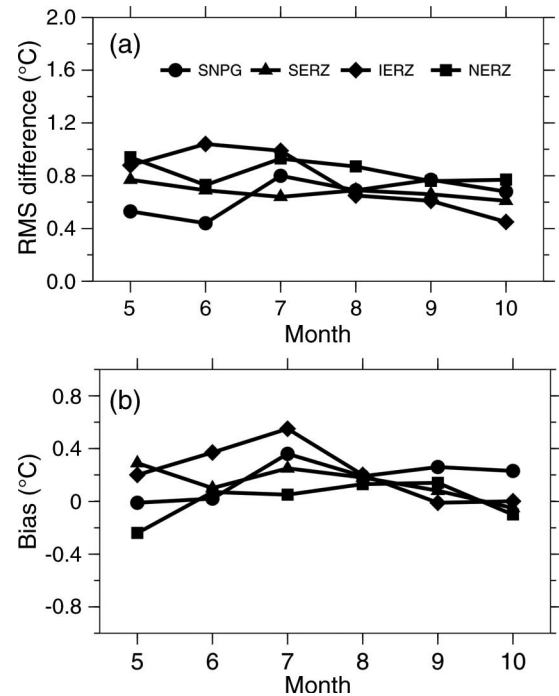 (a)
SNPG SERZ IERZ NERZ
RMS difference (°C)
2.0
1.6
1.2
0.8
0.4
0.0
5 6 7 8 9 10
Month
(b)
Bias (°C)
0.8
0.4
0
-0.4
-0.8
5 6 7 8 9 10
Month